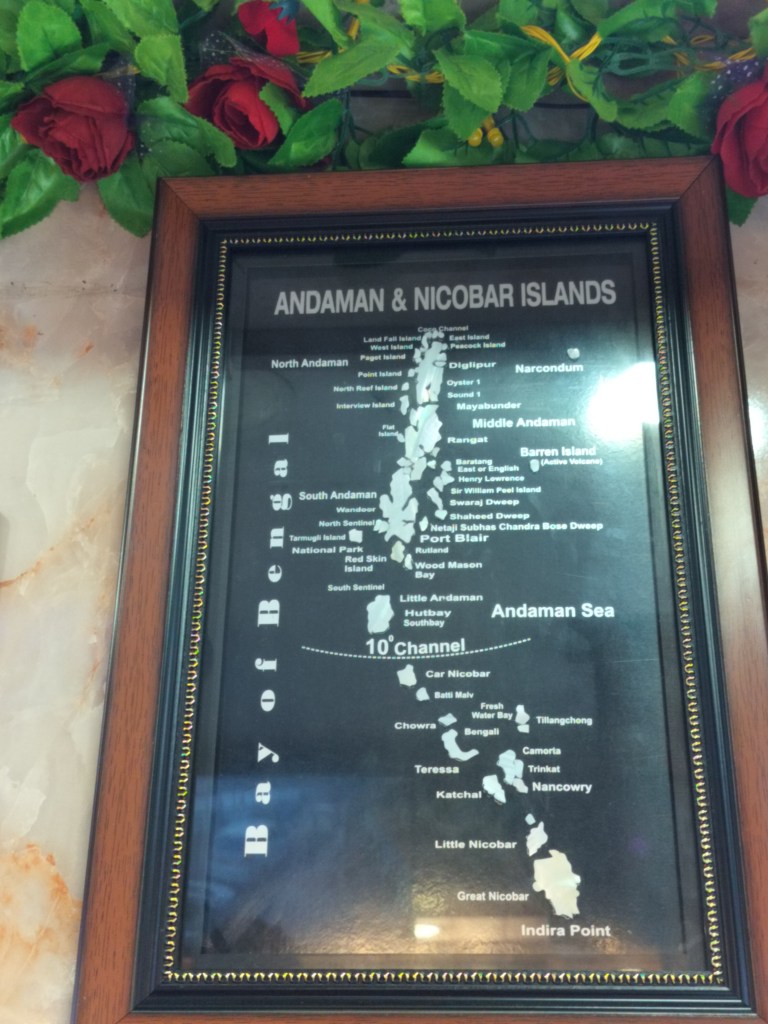 ANDAMAN & NICOBAR ISLANDS
Coco Channel
Land Fall Island
East Island
West Island
Peacock Island
Paget Island
North Andaman
Diglipur
Narcondum
Point Island
Oyster 1
North Reef Island
Sound 1
Interview Island
Mayabunder
Middle Andaman
Flat
Island
Rangat
Barren Island
(Active Volcano)
Baratang
East or English
Henry Lawrence
Sir William Peel Island
South Andaman
Swaraj Dweep
Wandoor
Shaheed Dweep
North Sentinel
Netaji Subhas Chandra Bose Dweep
Tarmugli Island
Port Blair
National Park
Rutland
Red Skin
Island
Wood Mason
Bay
South Sentinel
Little Andaman
Hutbay
Southbay
Andaman Sea
10° Channel
Bay of Bengal
Car Nicobar
Batti Malv
Fresh
Water Bay
Tillangchong
Chowra
Bengali
Camorta
Teressa
Trinkat
Katchal
Nancowry
Little Nicobar
Great Nicobar
Indira Point